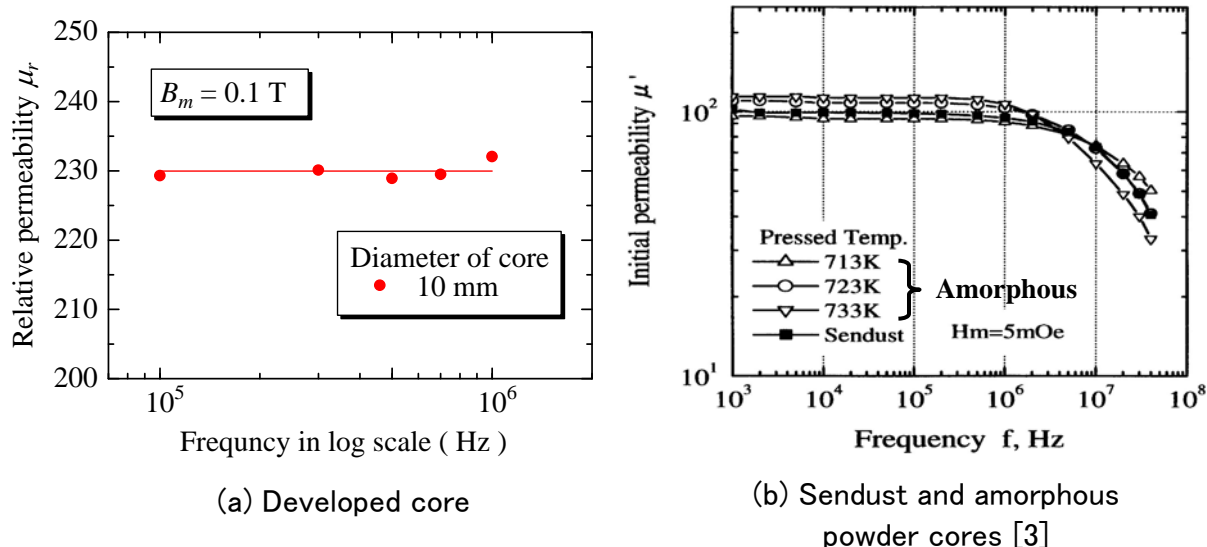 250
240
230
220
210
200
Relative permeability μr
Bm = 0.1 T
Diameter of core
10 mm
10^5
10^6
Frequncy in log scale ( Hz )
(a) Developed core
Initial permeability μ'
10^2
10^1
Pressed Temp.
713K
723K
733K
Sendust
Amorphous
Hm=5mOe
10^3
10^4
10^5
10^6
10^7
10^8
Frequency f, Hz
(b) Sendust and amorphous
powder cores [3]